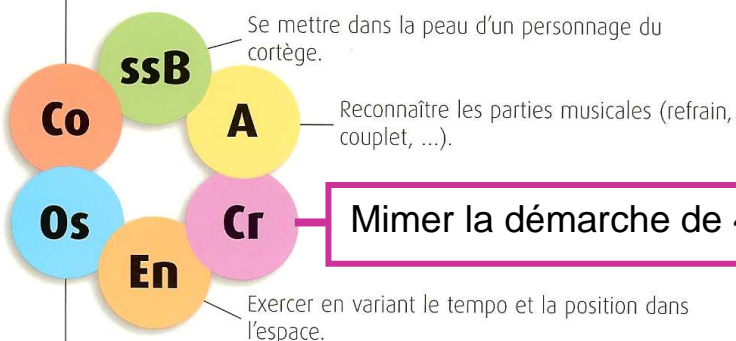 ssB
Se mettre dans la peau d'un personnage du
cortège.
Co
A
Reconnaître les parties musicales (refrain,
couplet, ...).
Os
Cr
Mimer la démarche de
En
Exercer en variant le tempo et la position dans
l'espace.